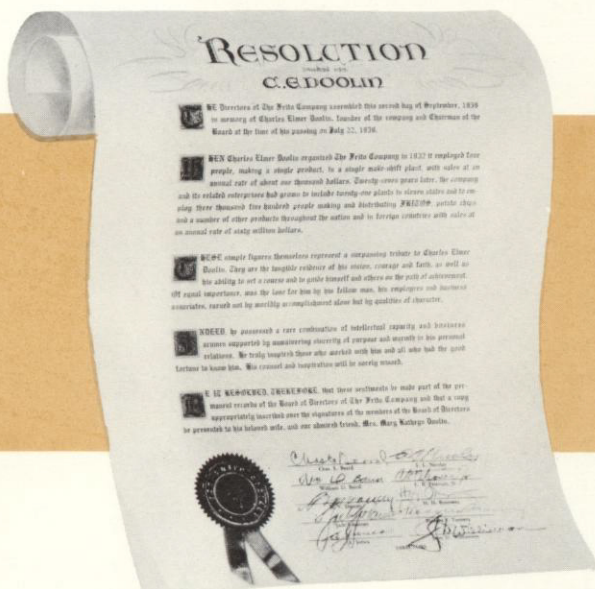 RESOLUTION
C.E.DOOLIN
THE Directors of The Frito Company assembled this second day of September, 1959
in memory of Charles Elmer Doolin, founder of the company and Chairman of the
Board at the time of his passing on July 22, 1959.
WHEN Charles Elmer Doolin organized The Frito Company in 1932 it employed four
people, making a single product, in a single make-shift plant, with sales at an
annual rate of about one thousand dollars. Twenty-seven years later, the company
and its related enterprises had grown to include twenty-one plants in eleven states and to em-
ploy three thousand five hundred people making and distributing FRITOS, potato chips
and a number of other products throughout the nation and in foreign countries with sales at
an annual rate of sixty million dollars.
THESE simple figures themselves represent a surpassing tribute to Charles Elmer
Doolin. They are the tangible evidence of his vision, courage and faith, as well as
his ability to set a course and to guide himself and others on the path of achievement.
Of equal importance, was the love for him by his fellow man, his employees and business
associates, earned not by worldly accomplishment alone but by qualities of character.
INDEED, he possessed a rare combination of intellectual capacity and business
acumen supported by unwavering sincerity of purpose and warmth in his personal
relations. He truly inspired those who worked with him and all who had the good
fortune to know him. His counsel and inspiration will be sorely missed.
BE IT RESOLVED, THEREFORE, that these sentiments be made part of the per-
manent records of the Board of Directors of The Frito Company and that a copy
appropriately inscribed over the signatures of the members of the Board of Directors
be presented to his beloved wife, and our admired friend, Mrs. Mary Kathryn Doolin.